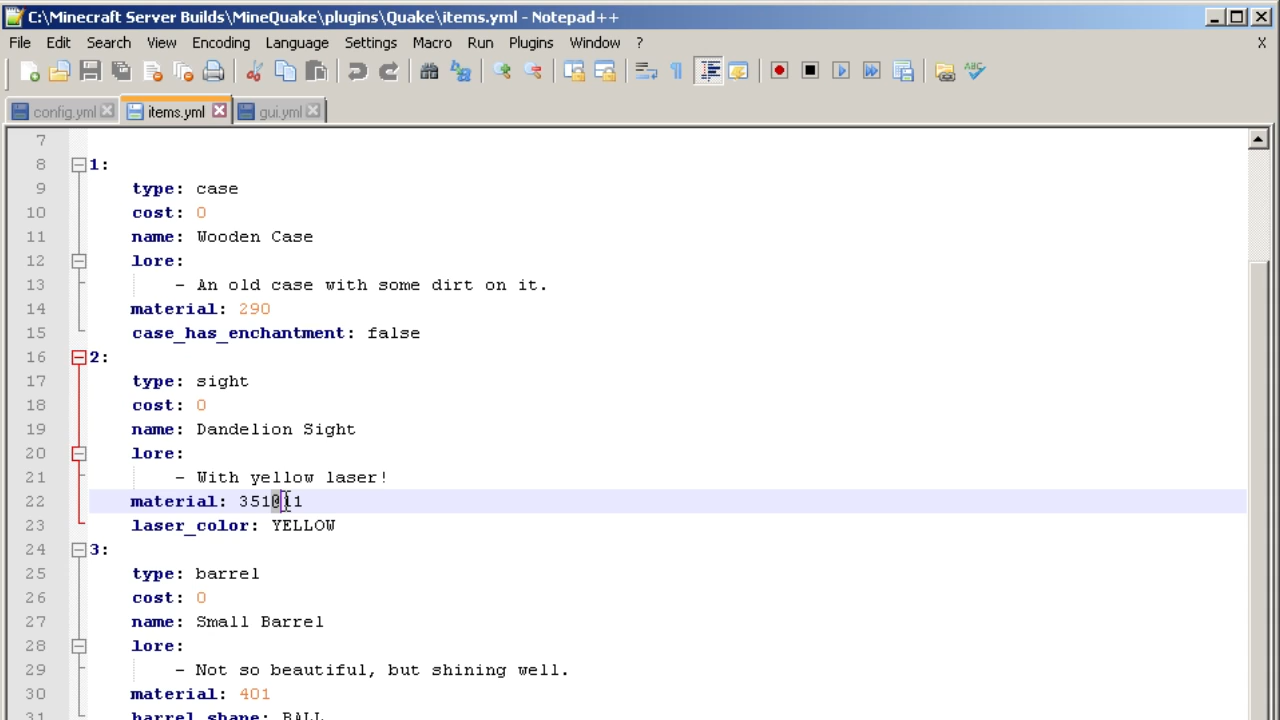 C:\Minecraft Server Builds\MineQuake\plugins\Quake\items.yml - Notepad++
File Edit Search View Encoding Language Settings Macro Run Plugins Window ? X
config.yml items.yml gui.yml
7
8 1:
9 type: case
10 cost: 0
11 name: Wooden Case
12 lore:
13 - An old case with some dirt on it.
14 material: 290
15 case_has_enchantment: false
16 2:
17 type: sight
18 cost: 0
19 name: Dandelion Sight
20 lore:
21 - With yellow laser!
22 material: 351@11
23 laser_color: YELLOW
24 3:
25 type: barrel
26 cost: 0
27 name: Small Barrel
28 lore:
29 - Not so beautiful, but shining well.
30 material: 401
31 barrel_shape: BALL